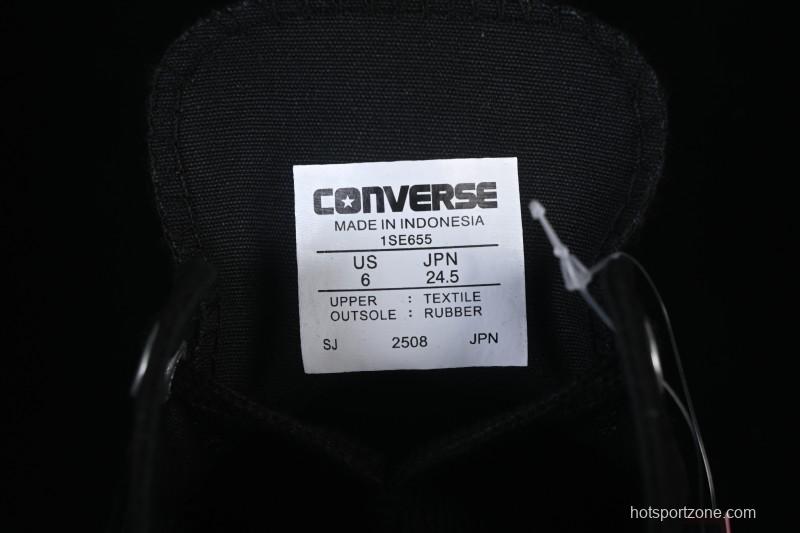 CONVERSE
MADE IN INDONESIA
1SE655
US JPN
6 24.5
UPPER : TEXTILE
OUTSOLE : RUBBER
SJ 2508 JPN
hotsportzone.com